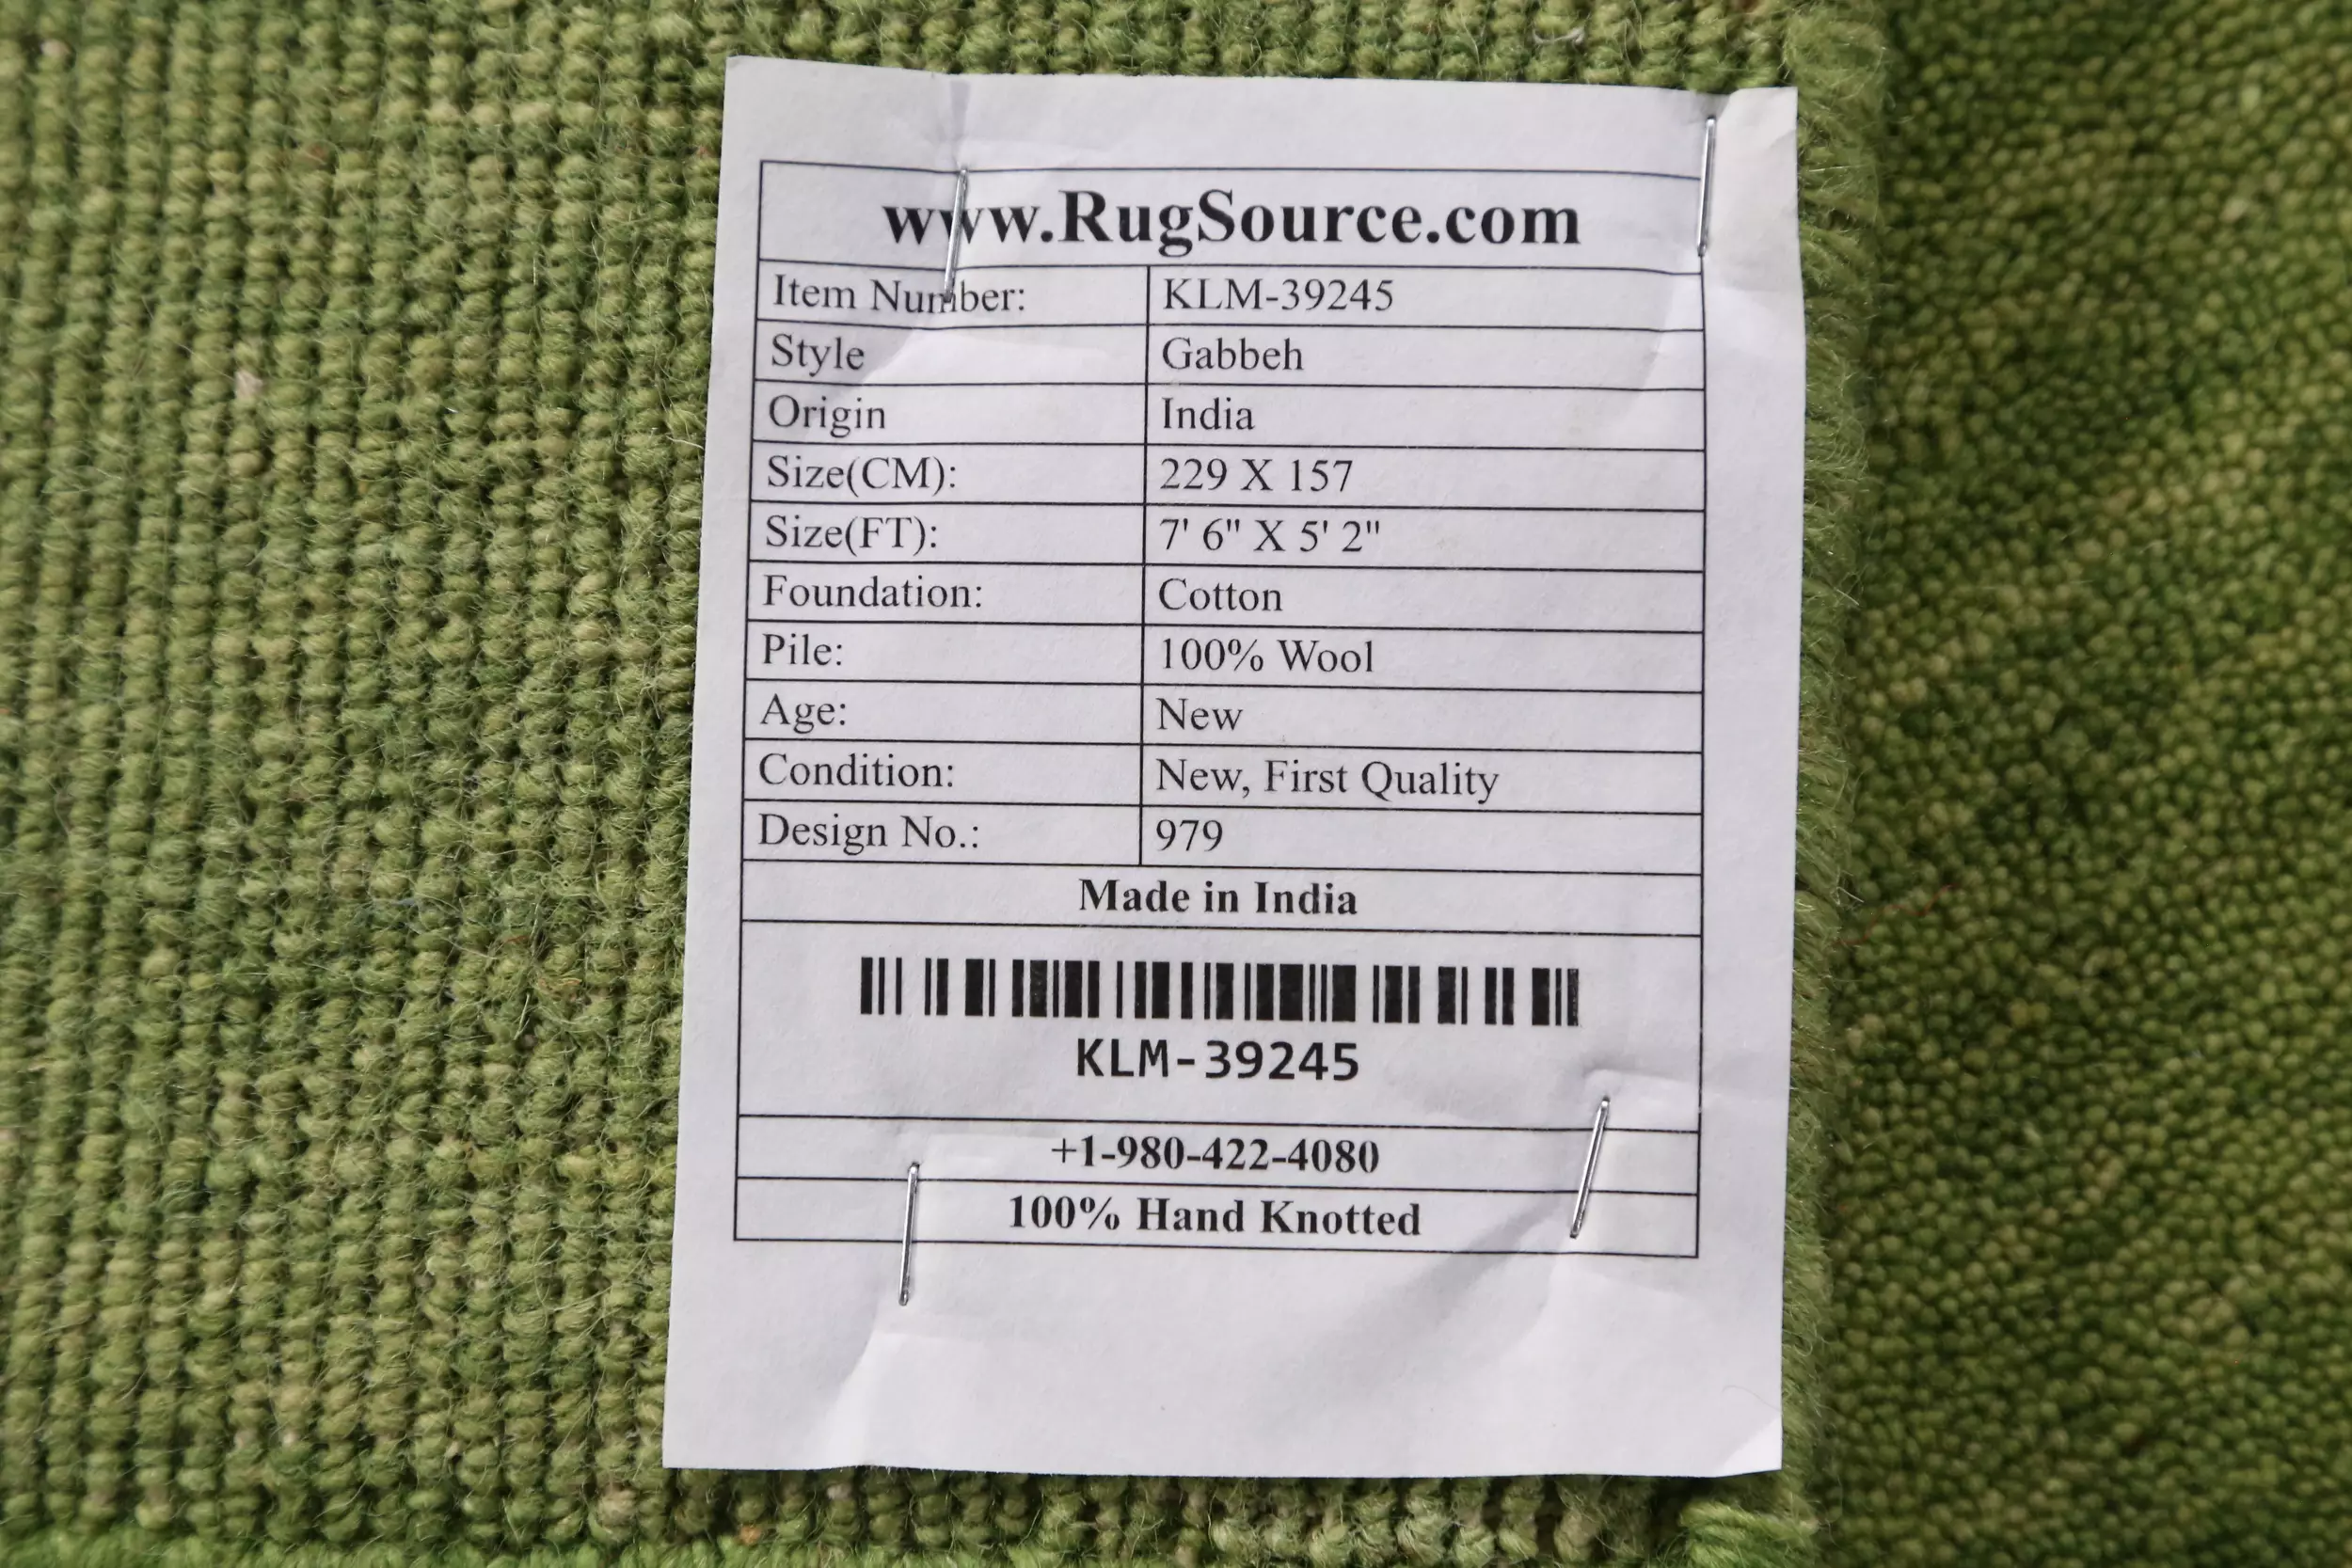 www.RugSource.com
Item Number: KLM-39245
Style Gabbeh
Origin India
Size(CM): 229 X 157
Size(FT): 7' 6" X 5' 2"
Foundation: Cotton
Pile: 100% Wool
Age: New
Condition: New, First Quality
Design No.: 979
Made in India
KLM-39245
+1-980-422-4080
100% Hand Knotted